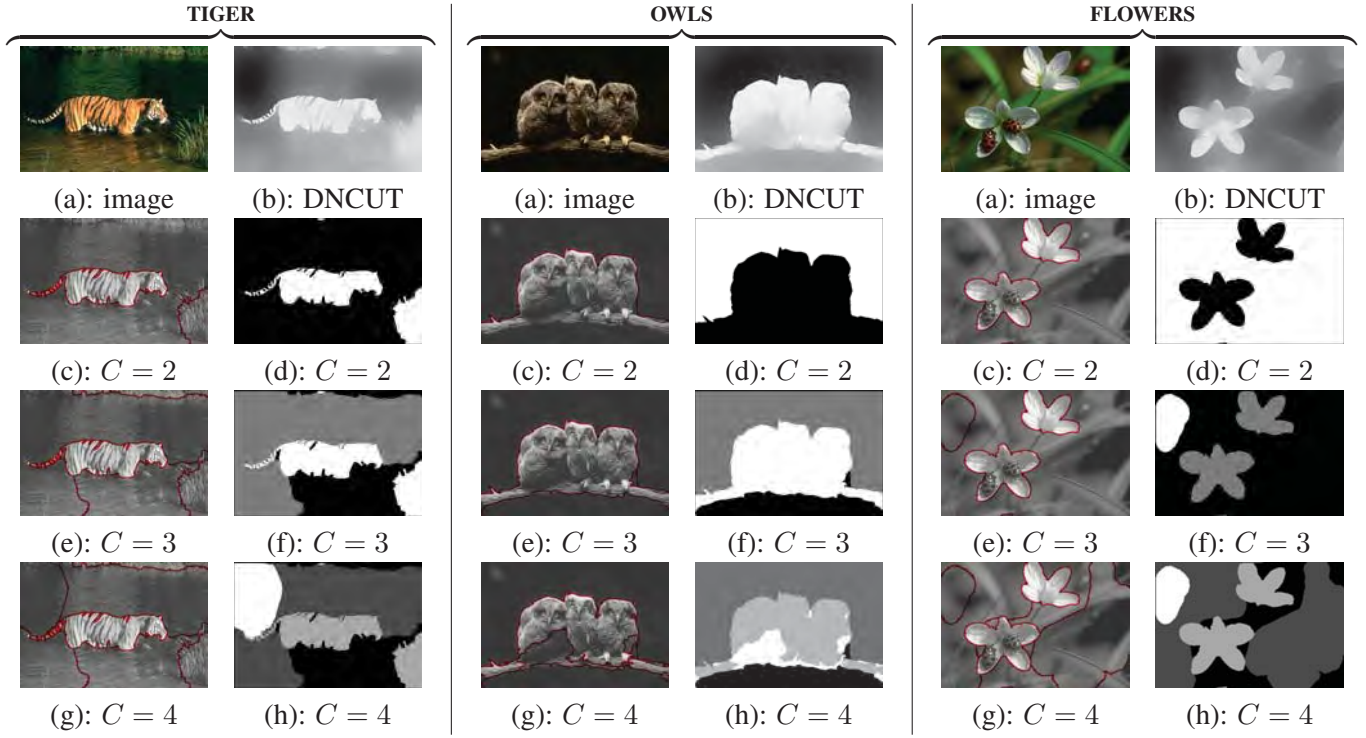 TIGER
OWLS
FLOWERS
(a): image (b): DNCUT
(a): image (b): DNCUT
(a): image (b): DNCUT
(c): C = 2 (d): C = 2
(c): C = 2 (d): C = 2
(c): C = 2 (d): C = 2
(e): C = 3 (f): C = 3
(e): C = 3 (f): C = 3
(e): C = 3 (f): C = 3
(g): C = 4 (h): C = 4
(g): C = 4 (h): C = 4
(g): C = 4 (h): C = 4